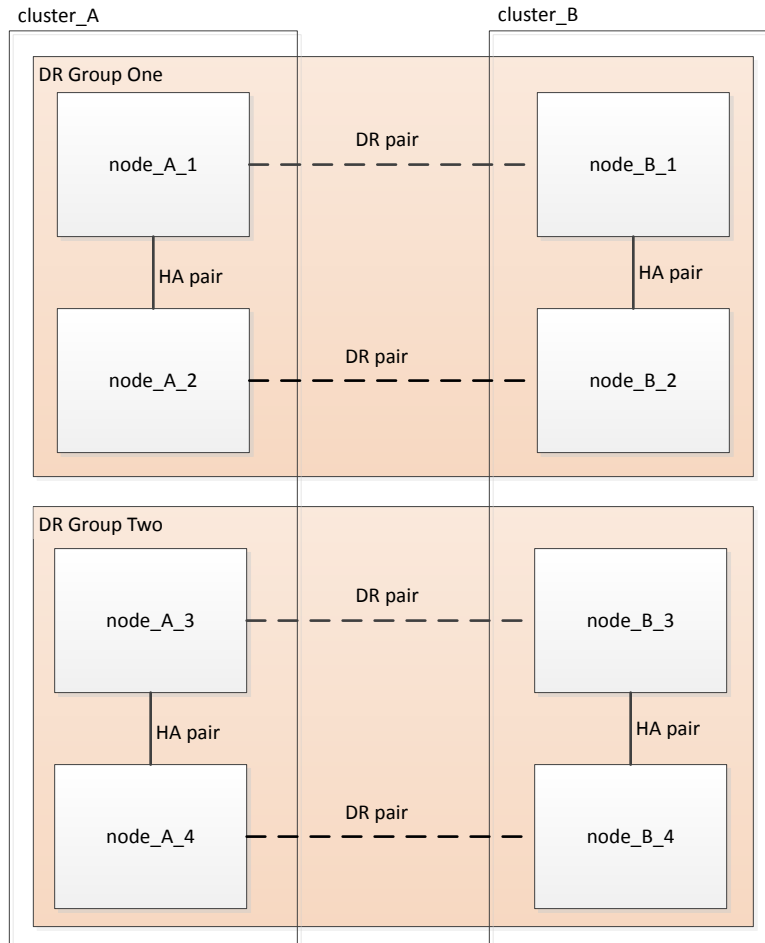 cluster_A
cluster_B
DR Group One
node_A_1
DR pair
node_B_1
HA pair
HA pair
node_A_2
DR pair
node_B_2
DR Group Two
node_A_3
DR pair
node_B_3
HA pair
HA pair
node_A_4
DR pair
node_B_4